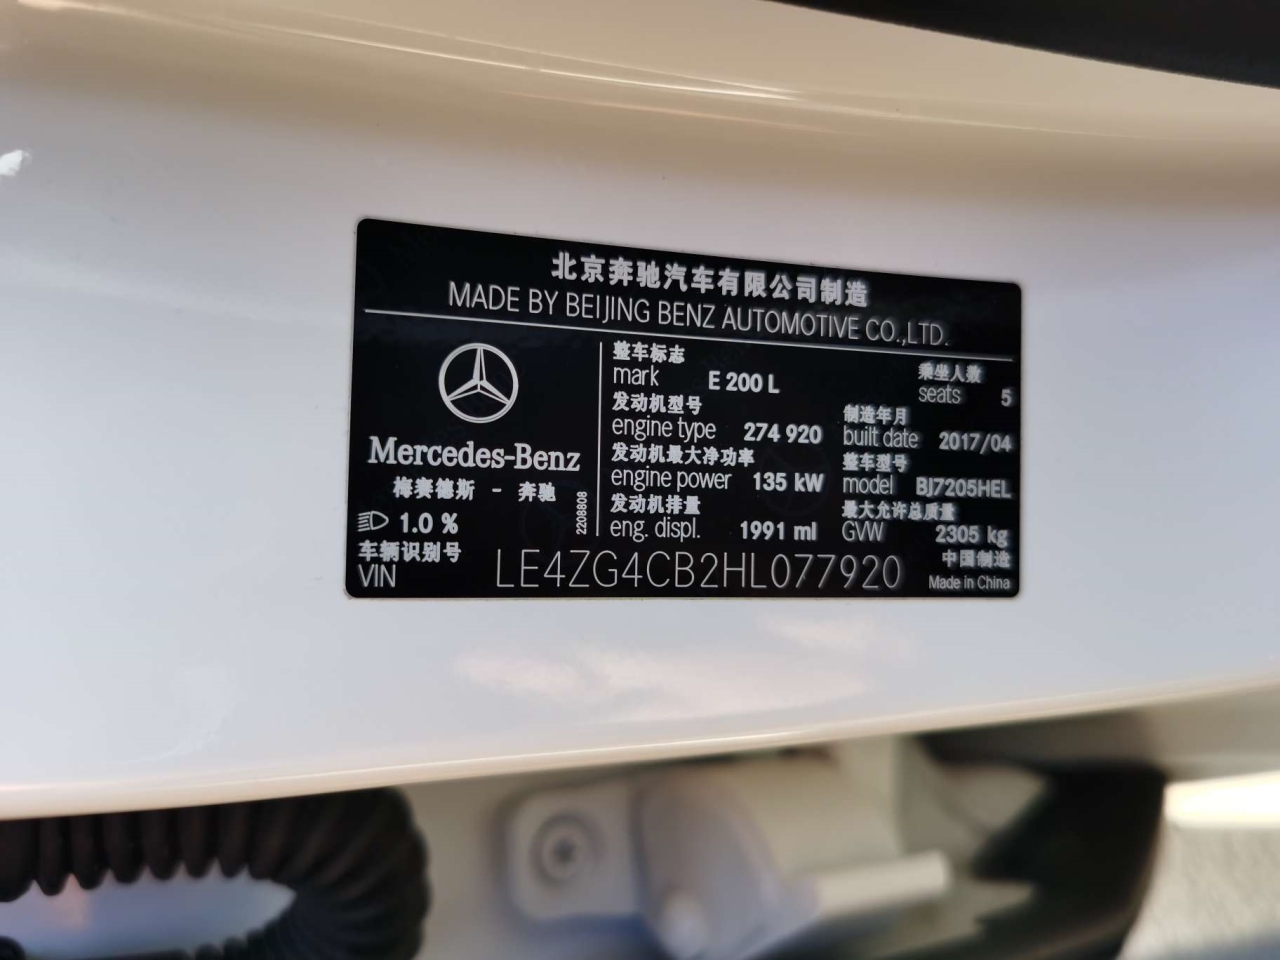 北京奔驰汽车有限公司制造
MADE BY BEIJING BENZ AUTOMOTIVE CO.,LTD.
Mercedes-Benz
梅赛德斯 - 奔驰
1.0 %
2208808
整车标志
mark E 200 L
乘坐人数
seats 5
发动机型号
engine type 274 920
制造年月
built date 2017/04
发动机最大净功率
engine power 135 kW
整车型号
model BJ7205HEL
发动机排量
eng. displ. 1991 ml
最大允许总质量
GVW 2305 kg
车辆识别号
VIN LE4ZG4CB2HL077920
中国制造
Made in China